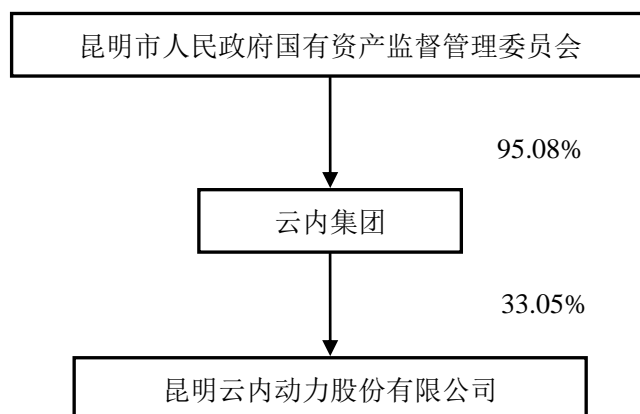 昆明市人民政府国有资产监督管理委员会
95.08%
云内集团
33.05%
昆明云内动力股份有限公司